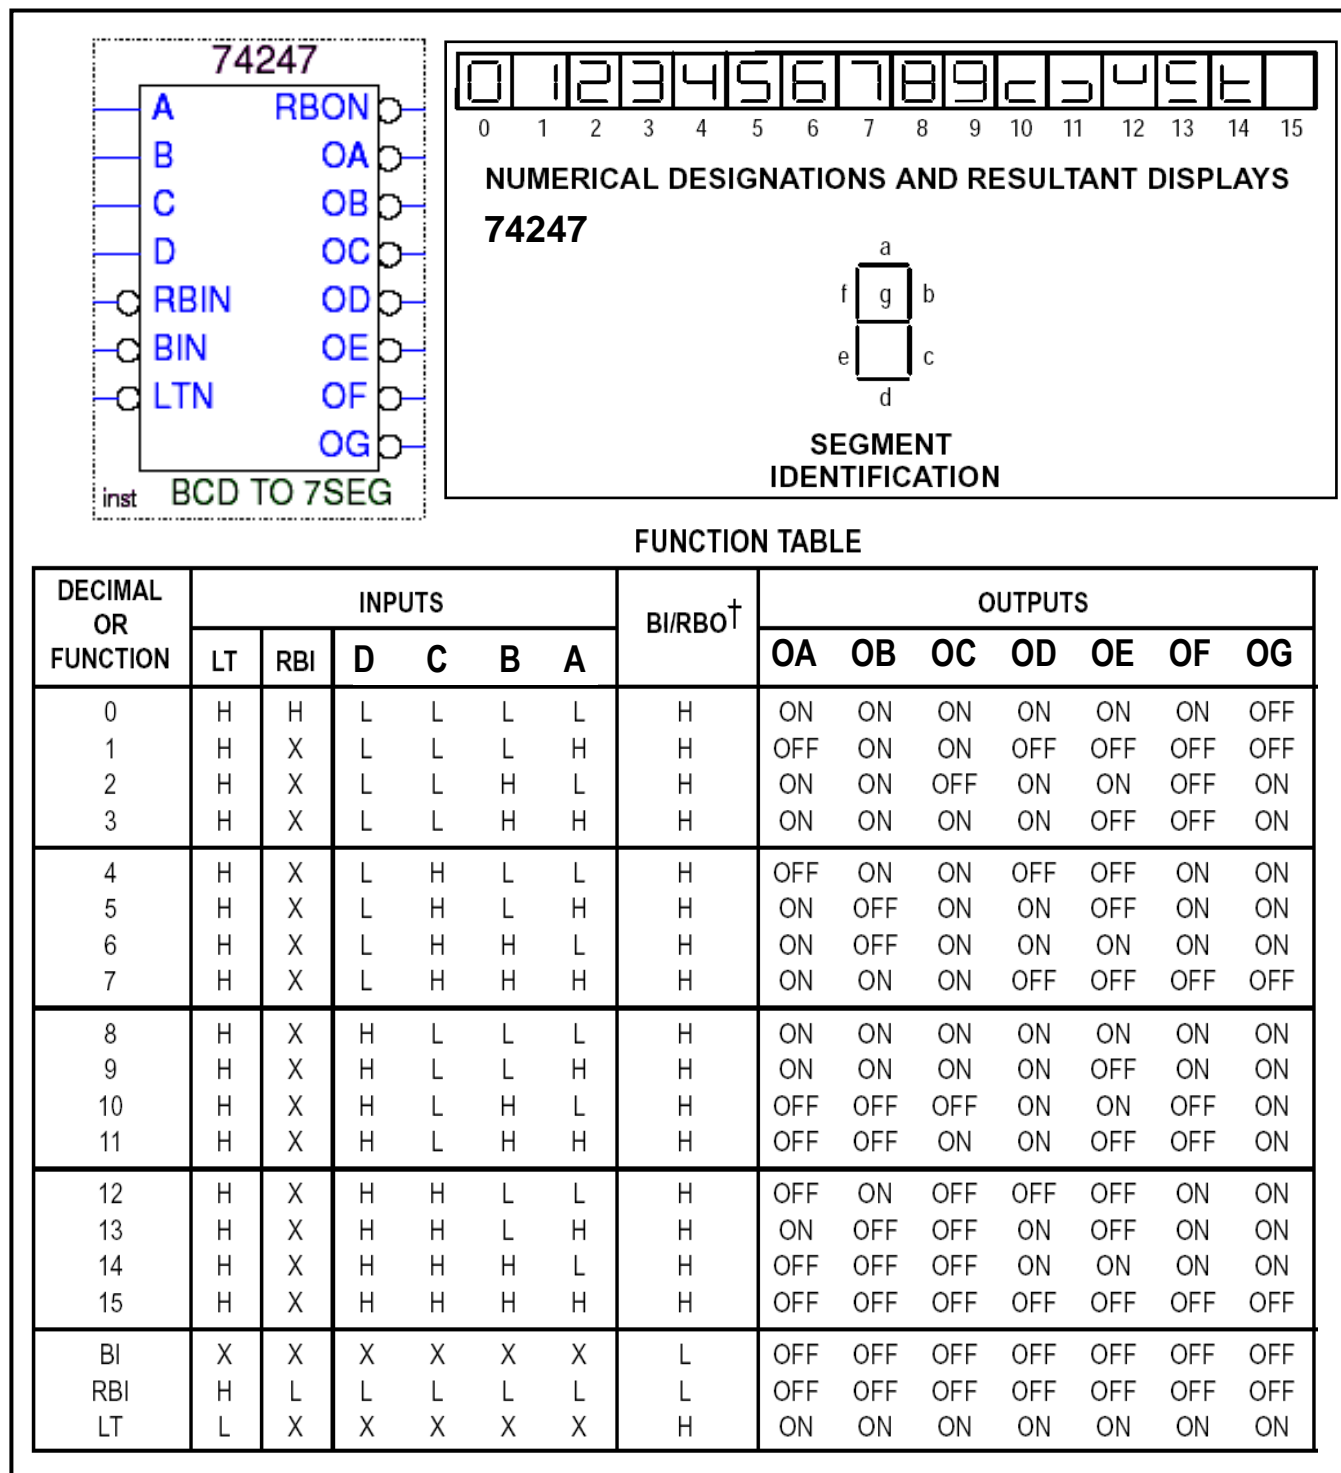 74247
A RBON
B OA
C OB
D OC
RBIN OD
BIN OE
LTN OF
OG
inst BCD TO 7SEG
0 1 2 3 4 5 6 7 8 9
0 1 2 3 4 5 6 7 8 9 10 11 12 13 14 15
NUMERICAL DESIGNATIONS AND RESULTANT DISPLAYS
74247
a
f g b
e c
d
SEGMENT
IDENTIFICATION
FUNCTION TABLE
DECIMAL
OR
FUNCTION
INPUTS
BI/RBO†
OUTPUTS
LT RBI D C B A OA OB OC OD OE OF OG
0 H H L L L L H ON ON ON ON ON ON OFF
1 H X L L L H H OFF ON ON OFF OFF OFF OFF
2 H X L L H L H ON ON OFF ON ON OFF ON
3 H X L L H H H ON ON ON ON OFF OFF ON
4 H X L H L L H OFF ON ON OFF OFF ON ON
5 H X L H L H H ON OFF ON ON OFF ON ON
6 H X L H H L H ON OFF ON ON ON ON ON
7 H X L H H H H ON ON ON OFF OFF OFF OFF
8 H X H L L L H ON ON ON ON ON ON ON
9 H X H L L H H ON ON ON ON OFF ON ON
10 H X H L H L H OFF OFF OFF ON ON OFF ON
11 H X H L H H H OFF OFF ON ON OFF OFF ON
12 H X H H L L H OFF ON OFF OFF OFF ON ON
13 H X H H L H H ON OFF OFF ON OFF ON ON
14 H X H H H L H OFF OFF OFF ON ON ON ON
15 H X H H H H H OFF OFF OFF OFF OFF OFF OFF
BI X X X X X X L OFF OFF OFF OFF OFF OFF OFF
RBI H L L L L L L OFF OFF OFF OFF OFF OFF OFF
LT L X X X X X H ON ON ON ON ON ON ON